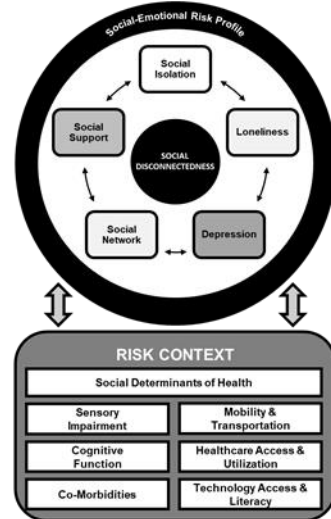 Social-Emotional Risk Profile
Social
Isolation
Social
Support
Loneliness
SOCIAL
DISCONNECTEDNESS
Social
Network
Depression
RISK CONTEXT
Social Determinants of Health
Sensory
Impairment
Mobility &
Transportation
Cognitive
Function
Healthcare Access &
Utilization
Co-Morbidities
Technology Access &
Literacy